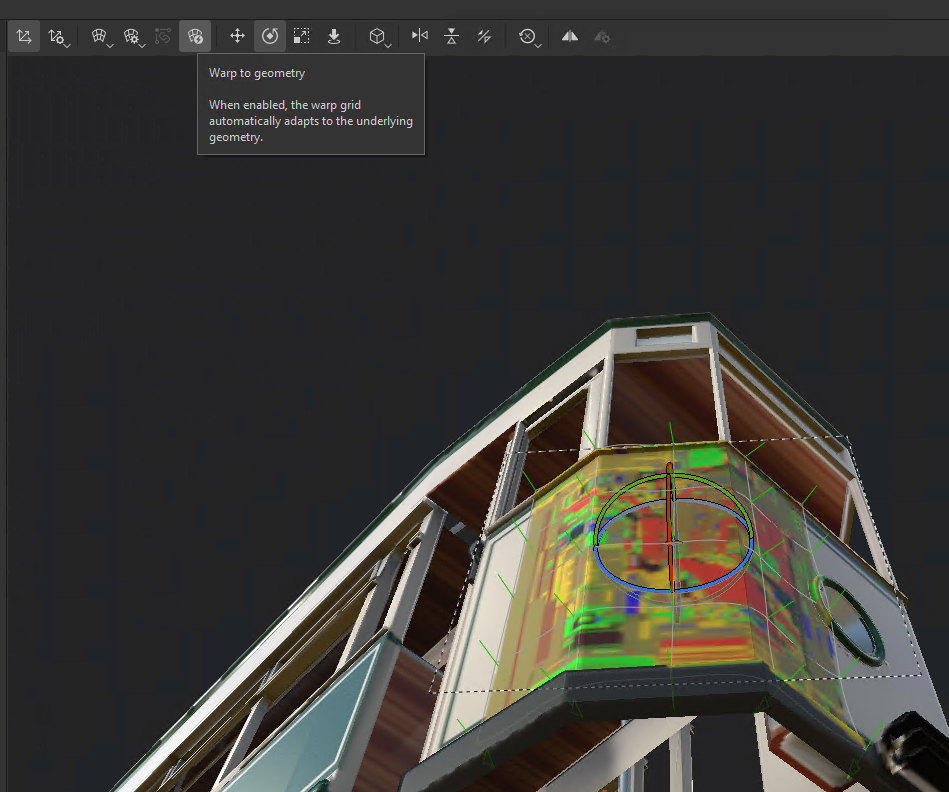 Warp to geometry
When enabled, the warp grid
automatically adapts to the underlying
geometry.